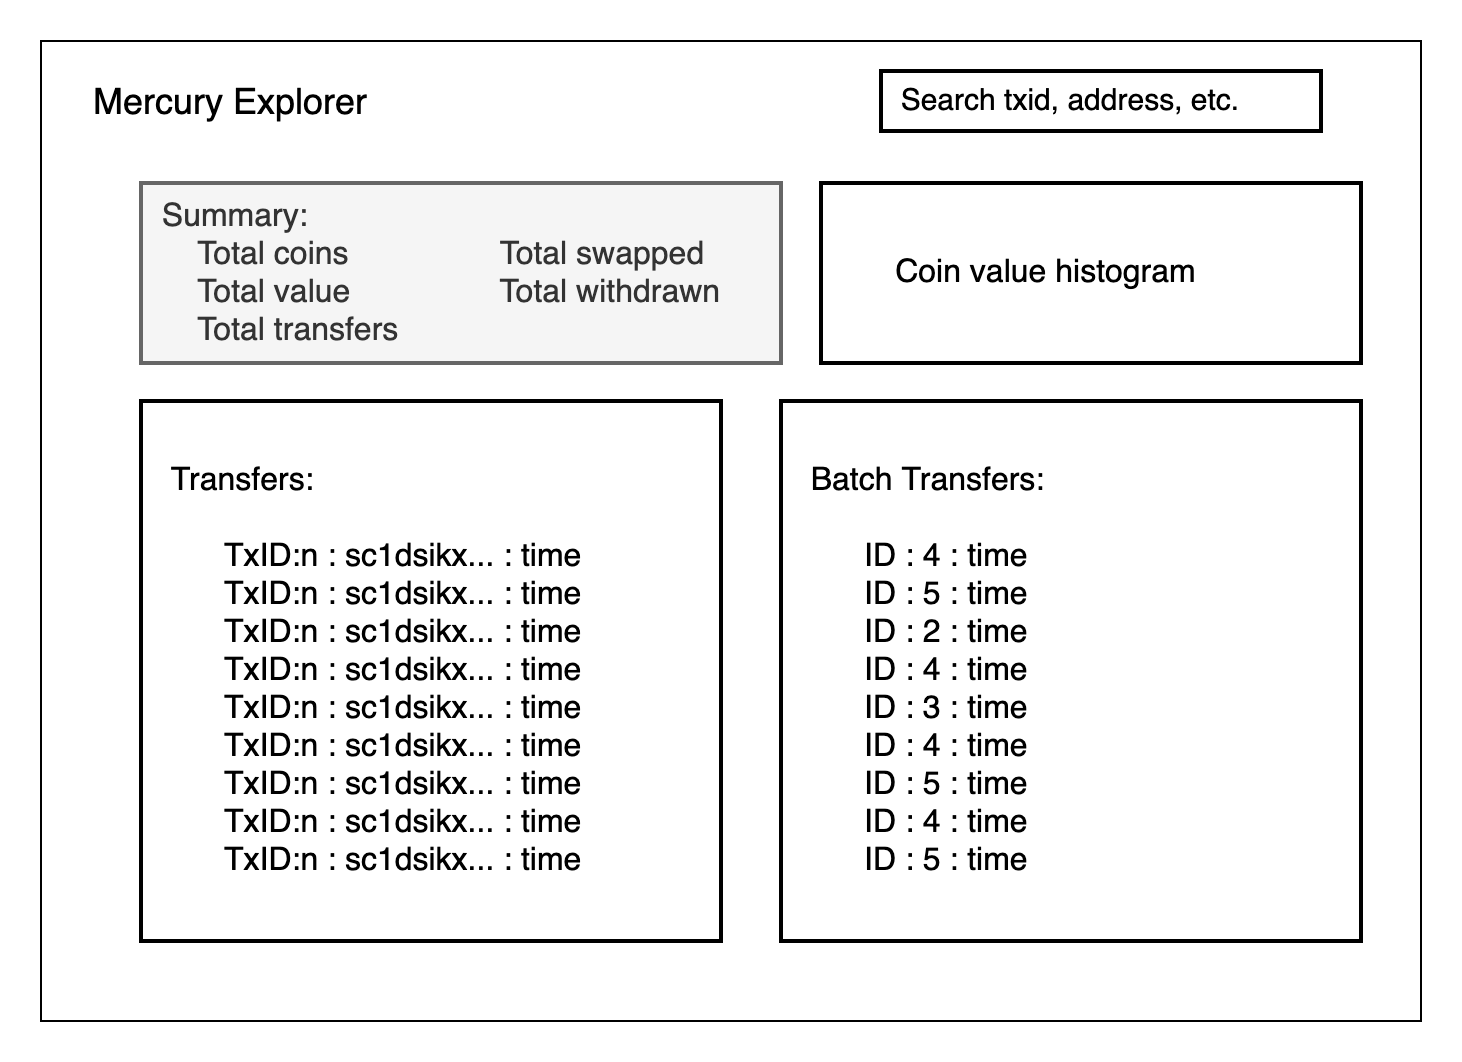 Mercury Explorer
Search txid, address, etc.
Summary:
Total coins Total swapped
Total value Total withdrawn
Total transfers
Coin value histogram
Transfers:
TxID:n : sc1dsikx... : time
TxID:n : sc1dsikx... : time
TxID:n : sc1dsikx... : time
TxID:n : sc1dsikx... : time
TxID:n : sc1dsikx... : time
TxID:n : sc1dsikx... : time
TxID:n : sc1dsikx... : time
TxID:n : sc1dsikx... : time
TxID:n : sc1dsikx... : time
Batch Transfers:
ID : 4 : time
ID : 5 : time
ID : 2 : time
ID : 4 : time
ID : 3 : time
ID : 4 : time
ID : 5 : time
ID : 4 : time
ID : 5 : time